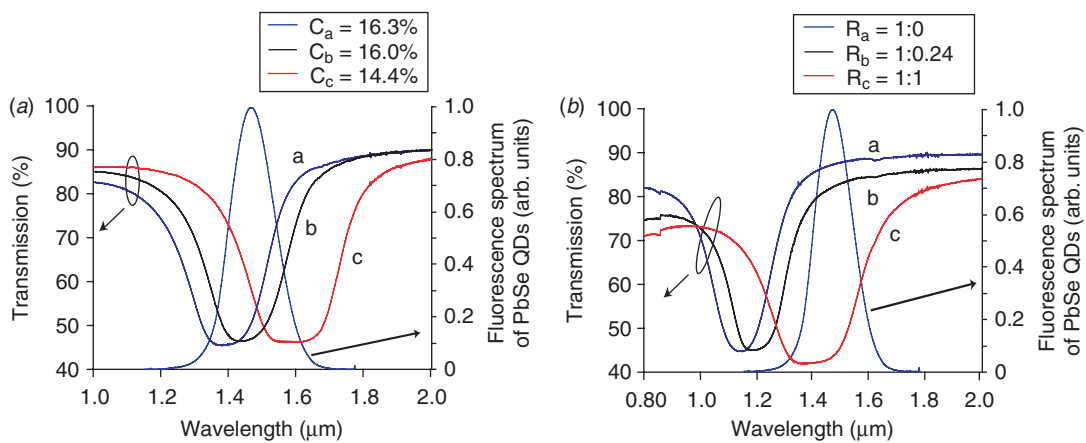 C_a = 16.3%
C_b = 16.0%
C_c = 14.4%
(a)
100
90
80
70
60
50
40
Transmission (%)
1.0
1.2
1.4
1.6
1.8
2.0
Wavelength (μm)
a
b
c
1.0
0.8
0.6
0.4
0.2
0
Fluorescence spectrum
of PbSe QDs (arb. units)
R_a = 1:0
R_b = 1:0.24
R_c = 1:1
(b)
100
90
80
70
60
50
40
Transmission (%)
0.80
1.0
1.2
1.4
1.6
1.8
2.0
Wavelength (μm)
a
b
c
1.0
0.8
0.6
0.4
0.2
0
Fluorescence spectrum
of PbSe QDs (arb. units)